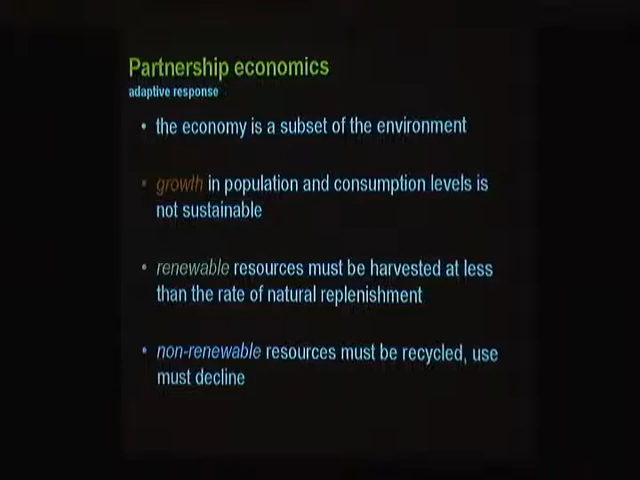 Partnership economics
adaptive response
• the economy is a subset of the environment
• growth in population and consumption levels is
not sustainable
• renewable resources must be harvested at less
than the rate of natural replenishment
• non-renewable resources must be recycled, use
must decline